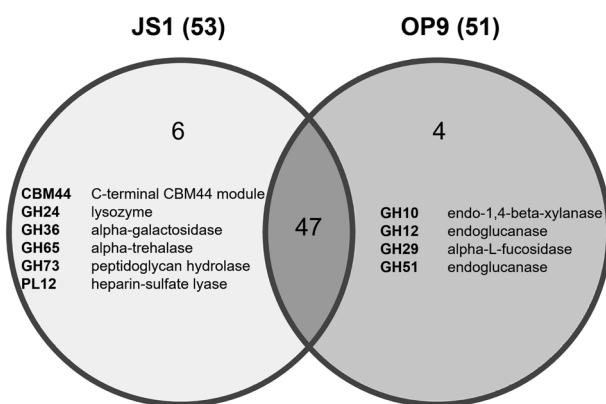 JS1 (53)
OP9 (51)
6
4
CBM44 C-terminal CBM44 module
GH24 lysozyme
GH36 alpha-galactosidase
GH65 alpha-trehalase
GH73 peptidoglycan hydrolase
PL12 heparin-sulfate lyase
47
GH10 endo-1,4-beta-xylanase
GH12 endoglucanase
GH29 alpha-L-fucosidase
GH51 endoglucanase